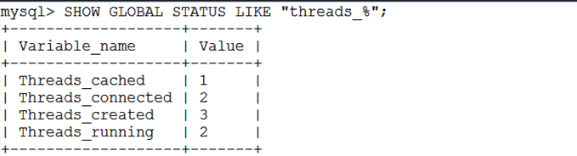 mysql> SHOW GLOBAL STATUS LIKE "threads_%";
+-------------------+-------+
| Variable_name | Value |
+-------------------+-------+
| Threads_cached | 1 |
| Threads_connected | 2 |
| Threads_created | 3 |
| Threads_running | 2 |
+-------------------+-------+